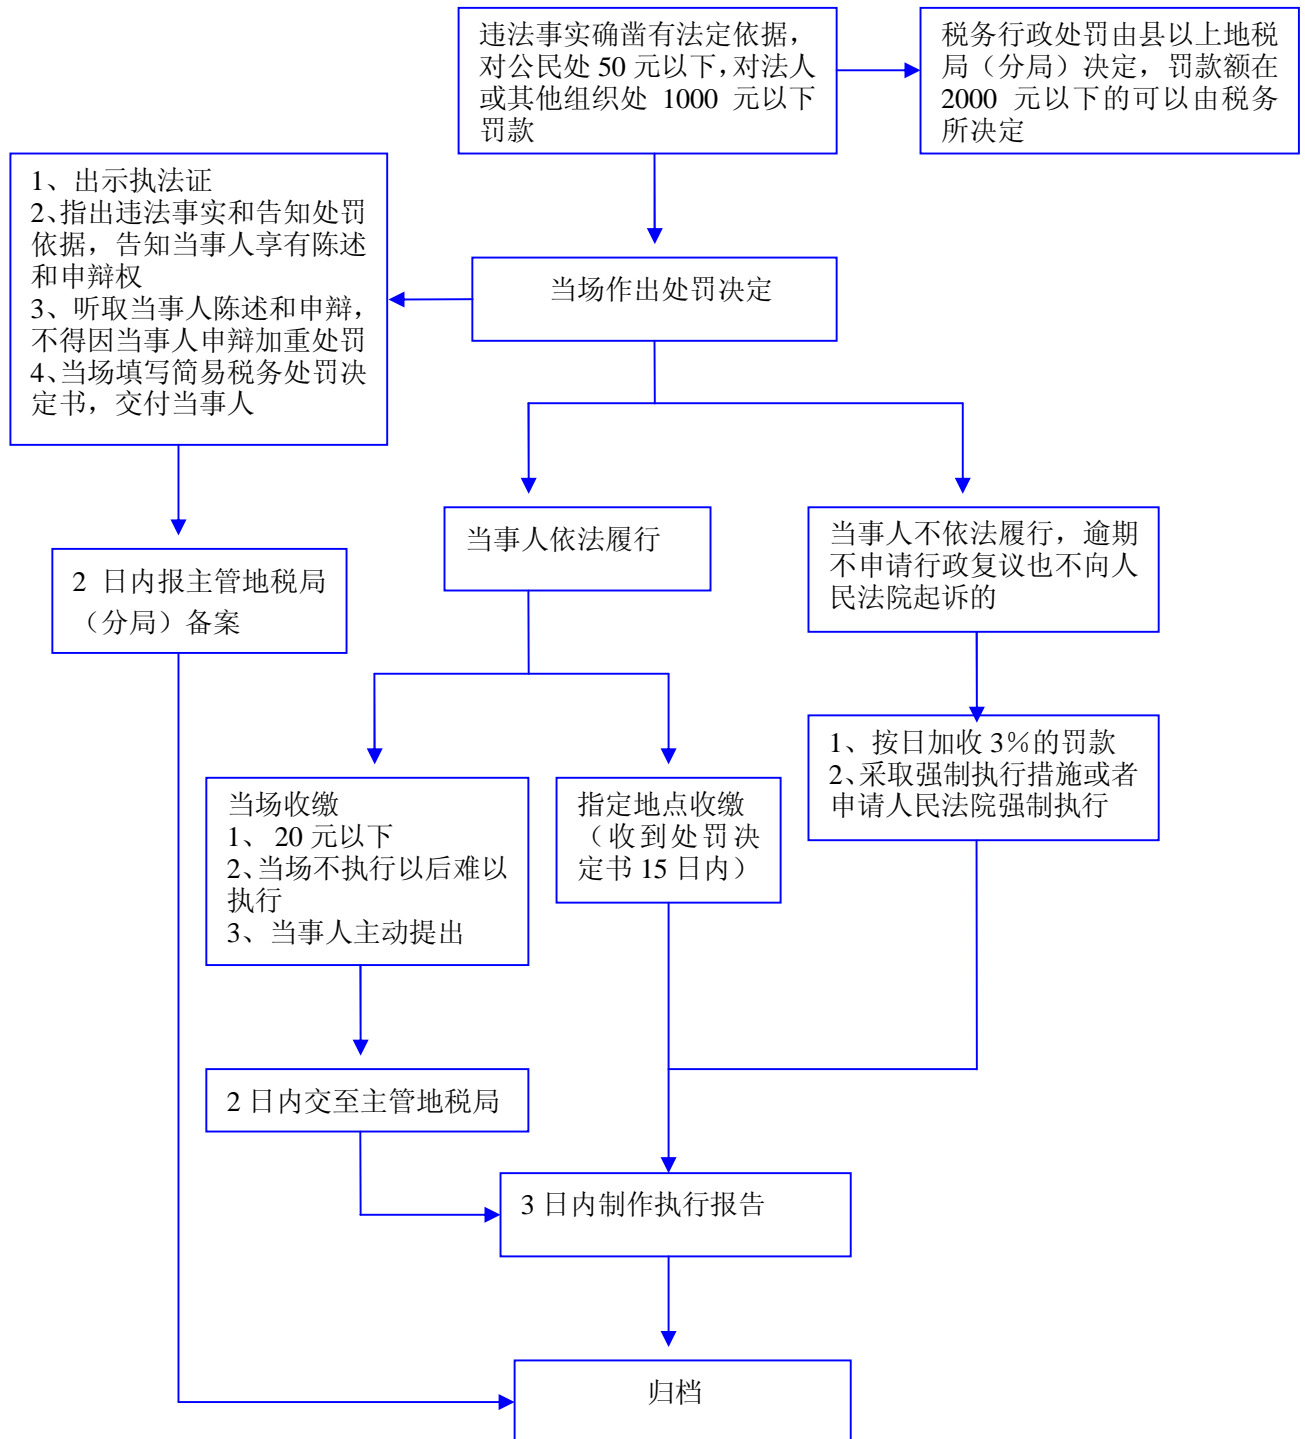 违法事实确凿有法定依据，
对公民处 50 元以下，对法人
或其他组织处 1000 元以下
罚款
税务行政处罚由县以上地税
局（分局）决定，罚款额在
2000 元以下的可以由税务
所决定
1、出示执法证
2、指出违法事实和告知处罚
依据，告知当事人享有陈述
和申辩权
3、听取当事人陈述和申辩，
不得因当事人申辩加重处罚
4、当场填写简易税务处罚决
定书，交付当事人
当场作出处罚决定
2 日内报主管地税局
（分局）备案
当事人依法履行
当事人不依法履行，逾期
不申请行政复议也不向人
民法院起诉的
当场收缴
1、 20 元以下
2、当场不执行以后难以
执行
3、当事人主动提出
指定地点收缴
（收到处罚决
定书 15 日内）
1、按日加收 3％的罚款
2、采取强制执行措施或者
申请人民法院强制执行
2 日内交至主管地税局
3 日内制作执行报告
归档